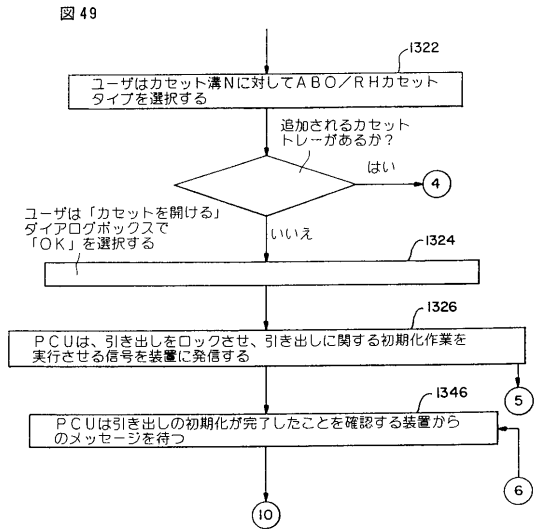 図49
1322
ユーザはカセット溝Nに対してABO/RHカセット
タイプを選択する
追加されるカセット
トレーがあるか?
はい
4
ユーザは「カセットを開ける」
ダイアログボックスで
「OK」を選択する
いいえ
1324
1326
PCUは、引き出しをロックさせ、引き出しに関する初期化作業を
実行させる信号を装置に発信する
5
1346
PCUは引き出しの初期化が完了したことを確認する装置から
のメッセージを待つ
6
10